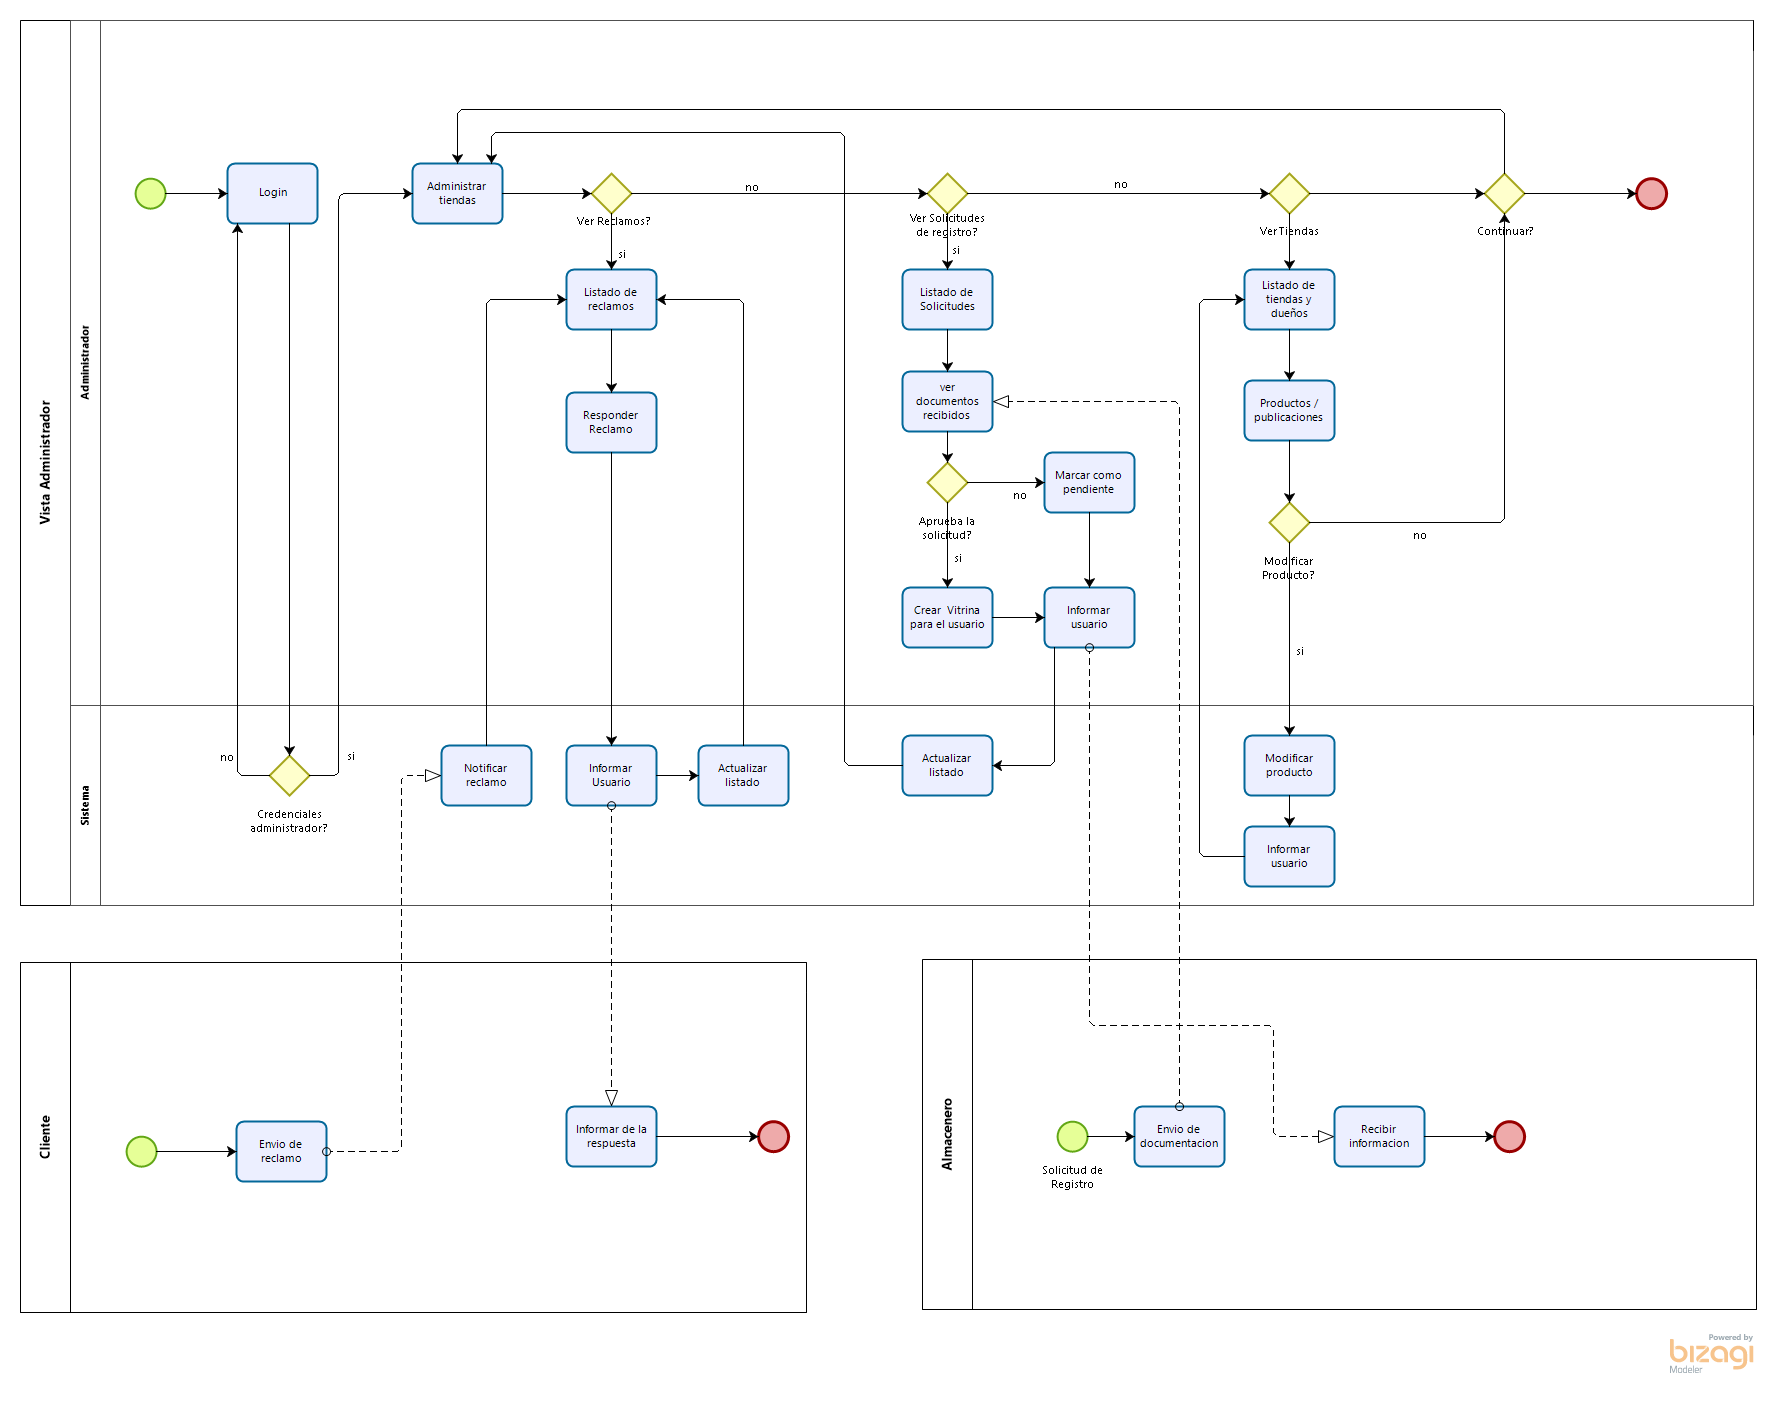 Vista Administrador
Administrador
Login
Administrar
tiendas
Ver Reclamos?
no
si
Ver Solicitudes
de registro?
no
si
Ver Tiendas
Continuar?
Listado de
reclamos
Listado de
Solicitudes
Listado de
tiendas y
dueños
Responder
Reclamo
ver
documentos
recibidos
Productos /
publicaciones
Aprueba la
solicitud?
no
si
Marcar como
pendiente
Modificar
Producto?
no
si
Crear  Vitrina
para el usuario
Informar
usuario
Sistema
no
si
Credenciales
administrador?
Notificar
reclamo
Informar
Usuario
Actualizar
listado
Actualizar
listado
Modificar
producto
Informar
usuario
Cliente
Envio de
reclamo
Informar de la
respuesta
Almacenero
Solicitud de
Registro
Envio de
documentacion
Recibir
informacion
Powered by
bizagi
Modeler